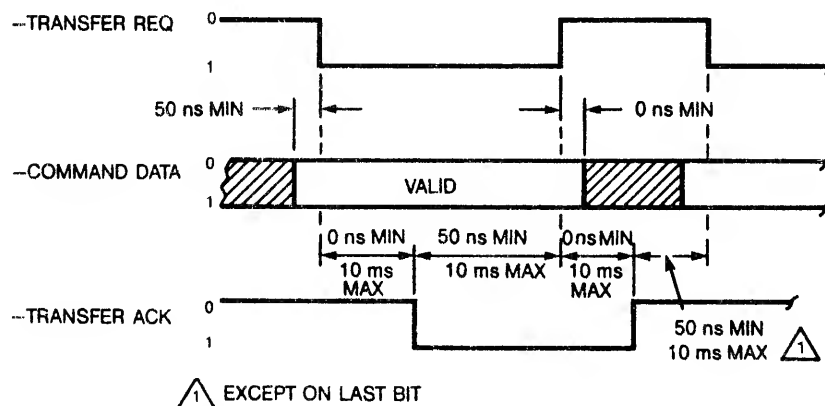 --TRANSFER REQ
0
1
50 ns MIN
0 ns MIN
--COMMAND DATA
0
1
VALID
0 ns MIN
10 ms
MAX
50 ns MIN
10 ms MAX
0 ns MIN
10 ms
MAX
--TRANSFER ACK
0
1
50 ns MIN
10 ms MAX 1
1 EXCEPT ON LAST BIT